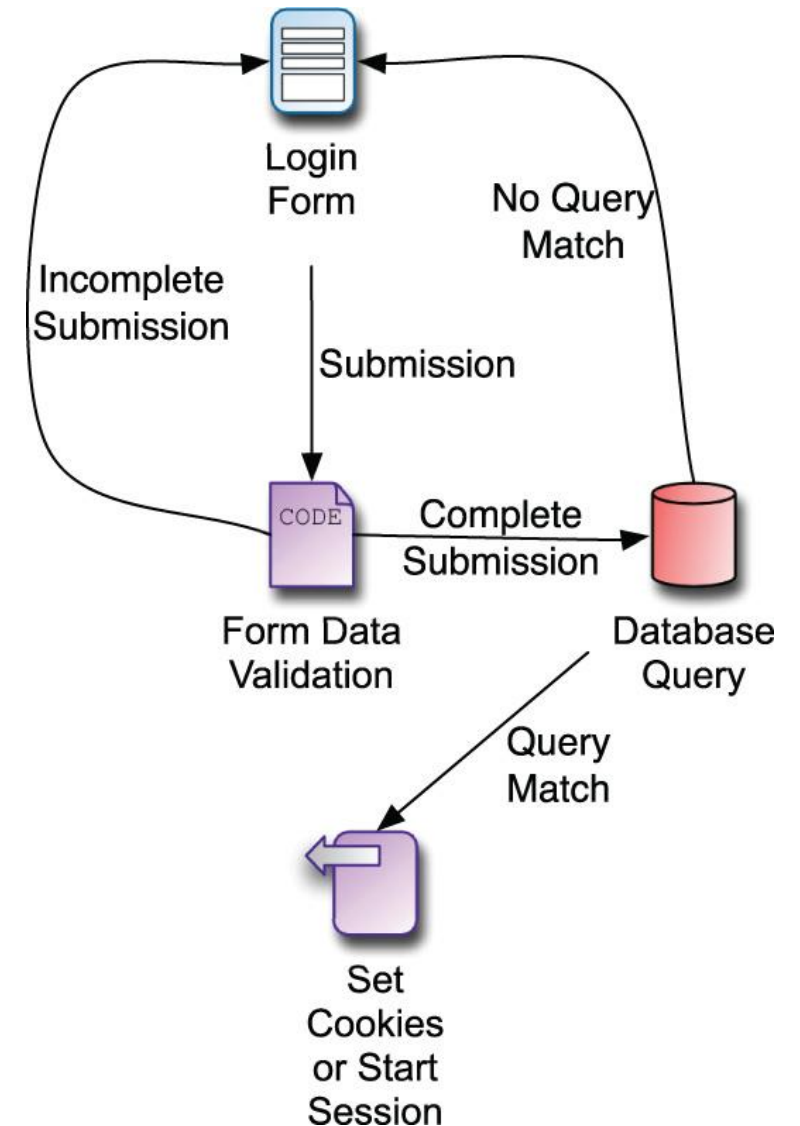 Login
Form
No Query
Match
Incomplete
Submission
Submission
CODE
Complete
Submission
Form Data
Validation
Database
Query
Query
Match
Set
Cookies
or Start
Session